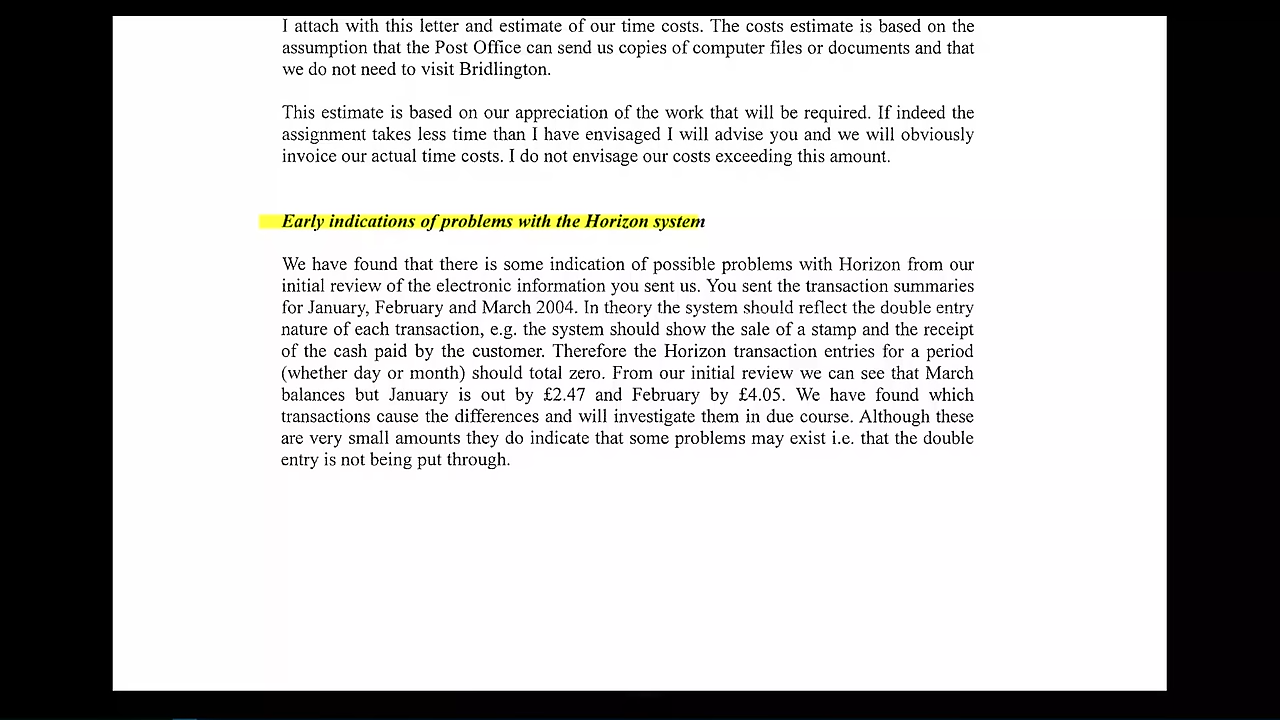 I attach with this letter and estimate of our time costs. The costs estimate is based on the
assumption that the Post Office can send us copies of computer files or documents and that
we do not need to visit Bridlington.
This estimate is based on our appreciation of the work that will be required. If indeed the
assignment takes less time than I have envisaged I will advise you and we will obviously
invoice our actual time costs. I do not envisage our costs exceeding this amount.
Early indications of problems with the Horizon system
We have found that there is some indication of possible problems with Horizon from our
initial review of the electronic information you sent us. You sent the transaction summaries
for January, February and March 2004. In theory the system should reflect the double entry
nature of each transaction, e.g. the system should show the sale of a stamp and the receipt
of the cash paid by the customer. Therefore the Horizon transaction entries for a period
(whether day or month) should total zero. From our initial review we can see that March
balances but January is out by £2.47 and February by £4.05. We have found which
transactions cause the differences and will investigate them in due course. Although these
are very small amounts they do indicate that some problems may exist i.e. that the double
entry is not being put through.